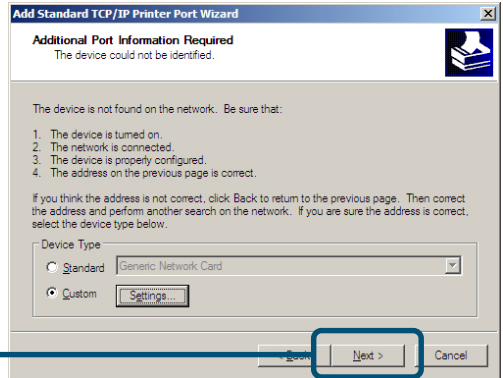 Add Standard TCP/IP Printer Port Wizard
Additional Port Information Required
The device could not be identified.
The device is not found on the network. Be sure that:
1. The device is turned on.
2. The network is connected.
3. The device is properly configured.
4. The address on the previous page is correct.
If you think the address is not correct, click Back to return to the previous page. Then correct
the address and perform another search on the network. If you are sure the address is correct,
select the device type below.
Device Type
Standard Generic Network Card
Custom Settings...
< Back Next > Cancel